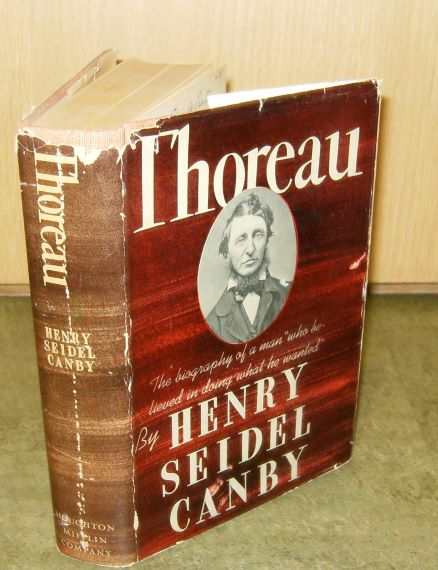 Thoreau
HENRY
SEIDEL
CANBY
HOUGHTON
MIFFLIN
COMPANY
Thoreau
The biography of a man "who be-
lieved in doing what he wanted"
By HENRY
SEIDEL
CANBY